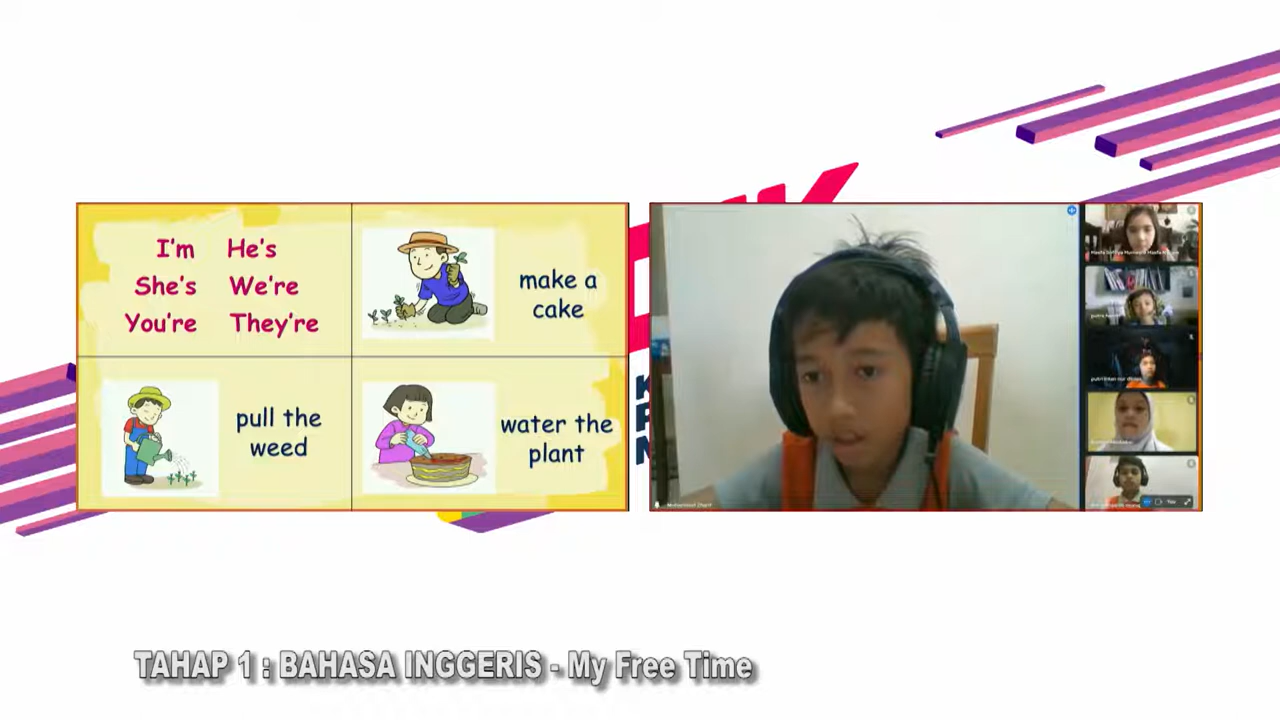 I'm He's
She's We're
You're They're
make a
cake
pull the
weed
water the
plant
You
TAHAP 1 : BAHASA INGGERIS - My Free Time